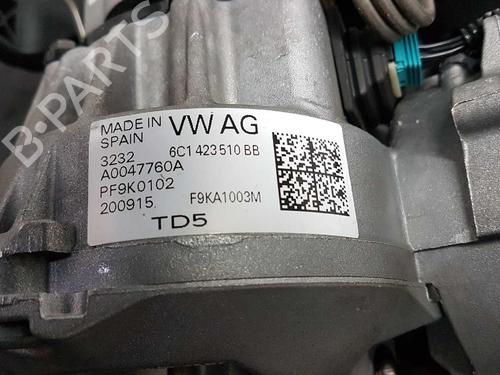 B-PARTS
MADE IN SPAIN VW AG
3232 6C1 423 510 BB
A0047760A
PF9K0102
200915 F9KA1003M
TD5